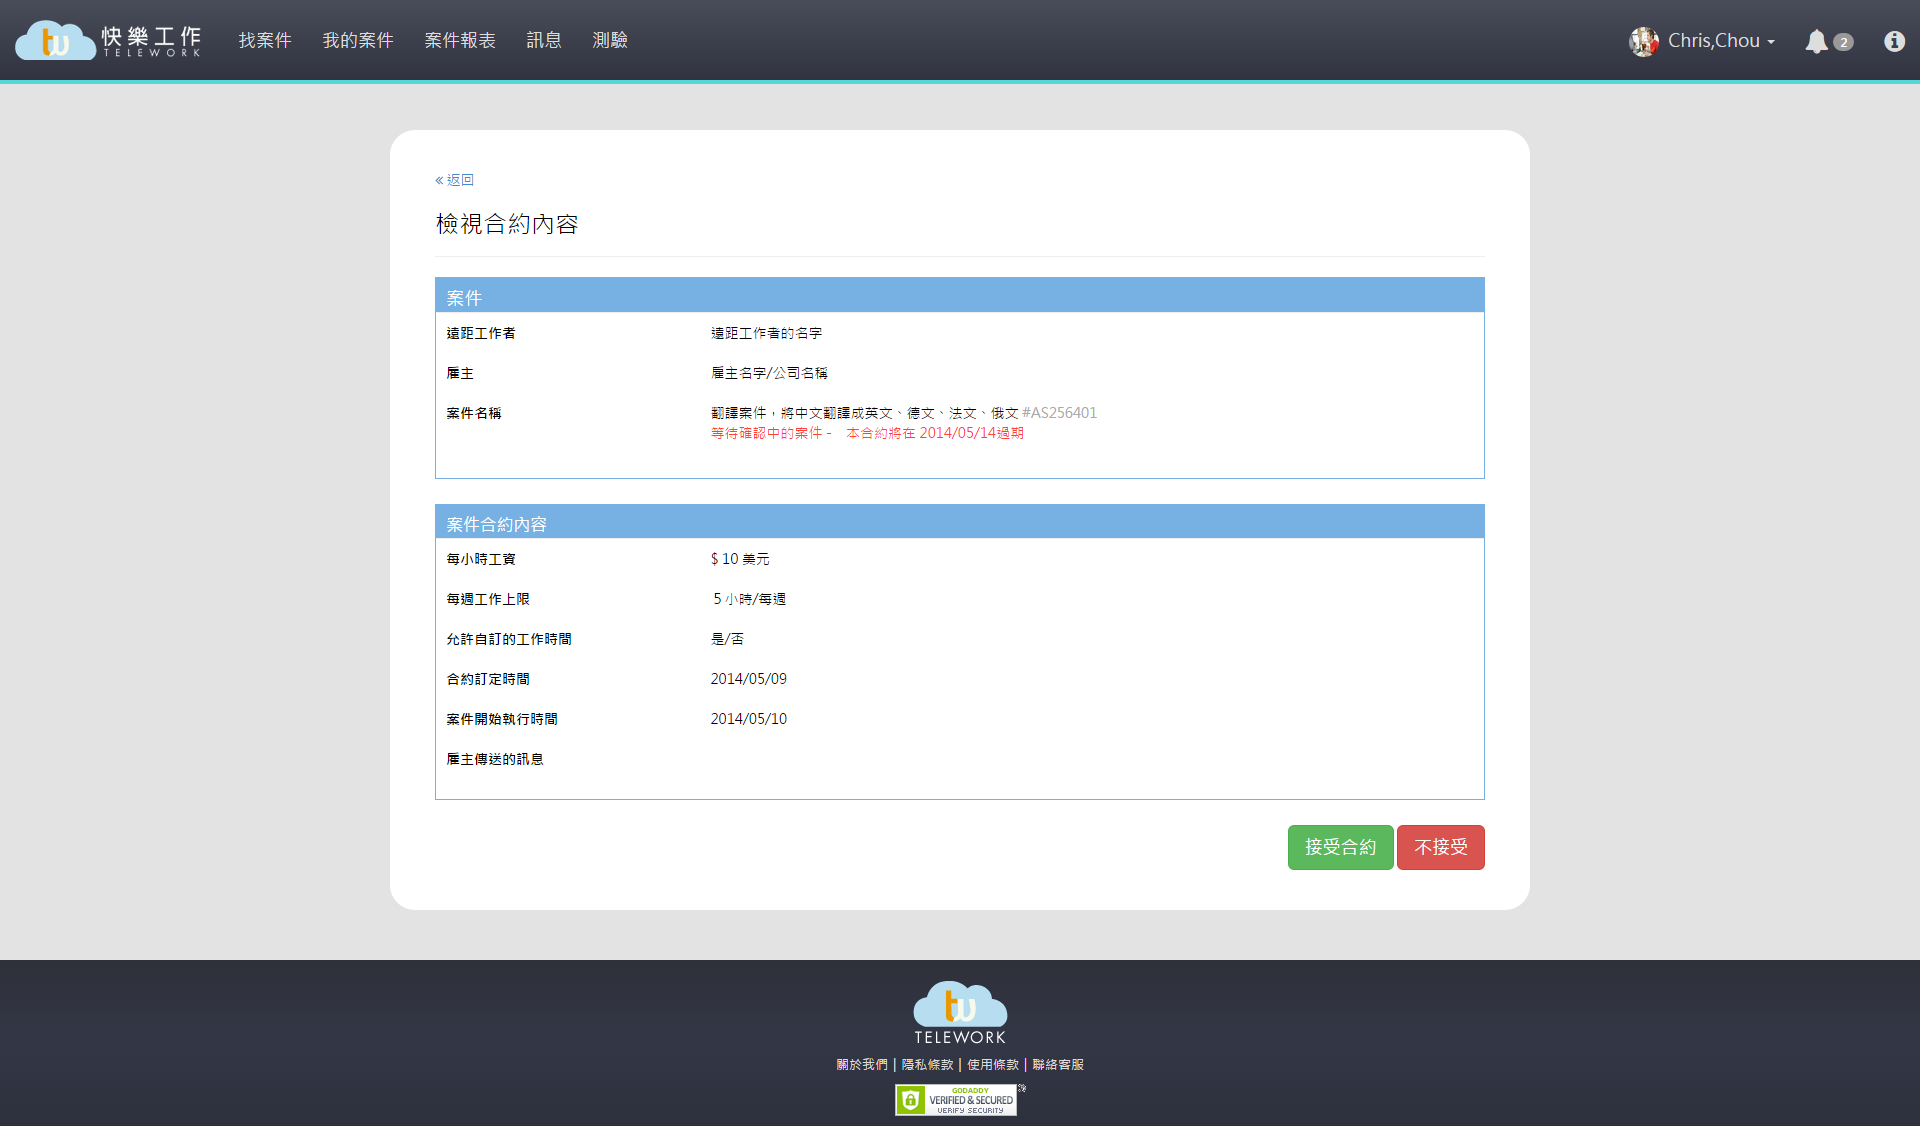 tw 快樂工作
TELEWORK
找案件 我的案件 案件報表 訊息 測驗
Chris,Chou 2
« 返回
檢視合約內容
案件
遠距工作者 遠距工作者的名字
雇主 雇主名字/公司名稱
案件名稱 翻譯案件，將中文翻譯成英文、德文、法文、俄文 #AS256401
等待確認中的案件 - 本合約將在 2014/05/14過期
案件合約內容
每小時工資 $ 10 美元
每週工作上限 5 小時/每週
允許自訂的工作時間 是/否
合約訂定時間 2014/05/09
案件開始執行時間 2014/05/10
雇主傳送的訊息
接受合約 不接受
tw
TELEWORK
關於我們 | 隱私條款 | 使用條款 | 聯絡客服
GODADDY
VERIFIED & SECURED
VERIFY SECURITY